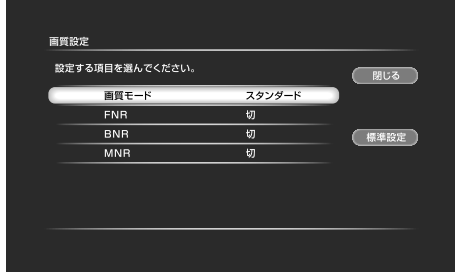 画質設定
設定する項目を選んでください。
閉じる
画質モード スタンダード
FNR 切
BNR 切
標準設定
MNR 切